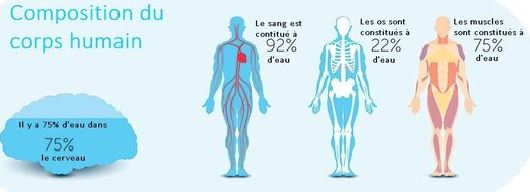 Composition du
corps humain
Le sang est
contitué à
92%
d'eau
Les os sont
constitués à
22%
d'eau
Les muscles
sont constitués à
75%
d'eau
Il y a 75% d'eau dans
75%
le cerveau